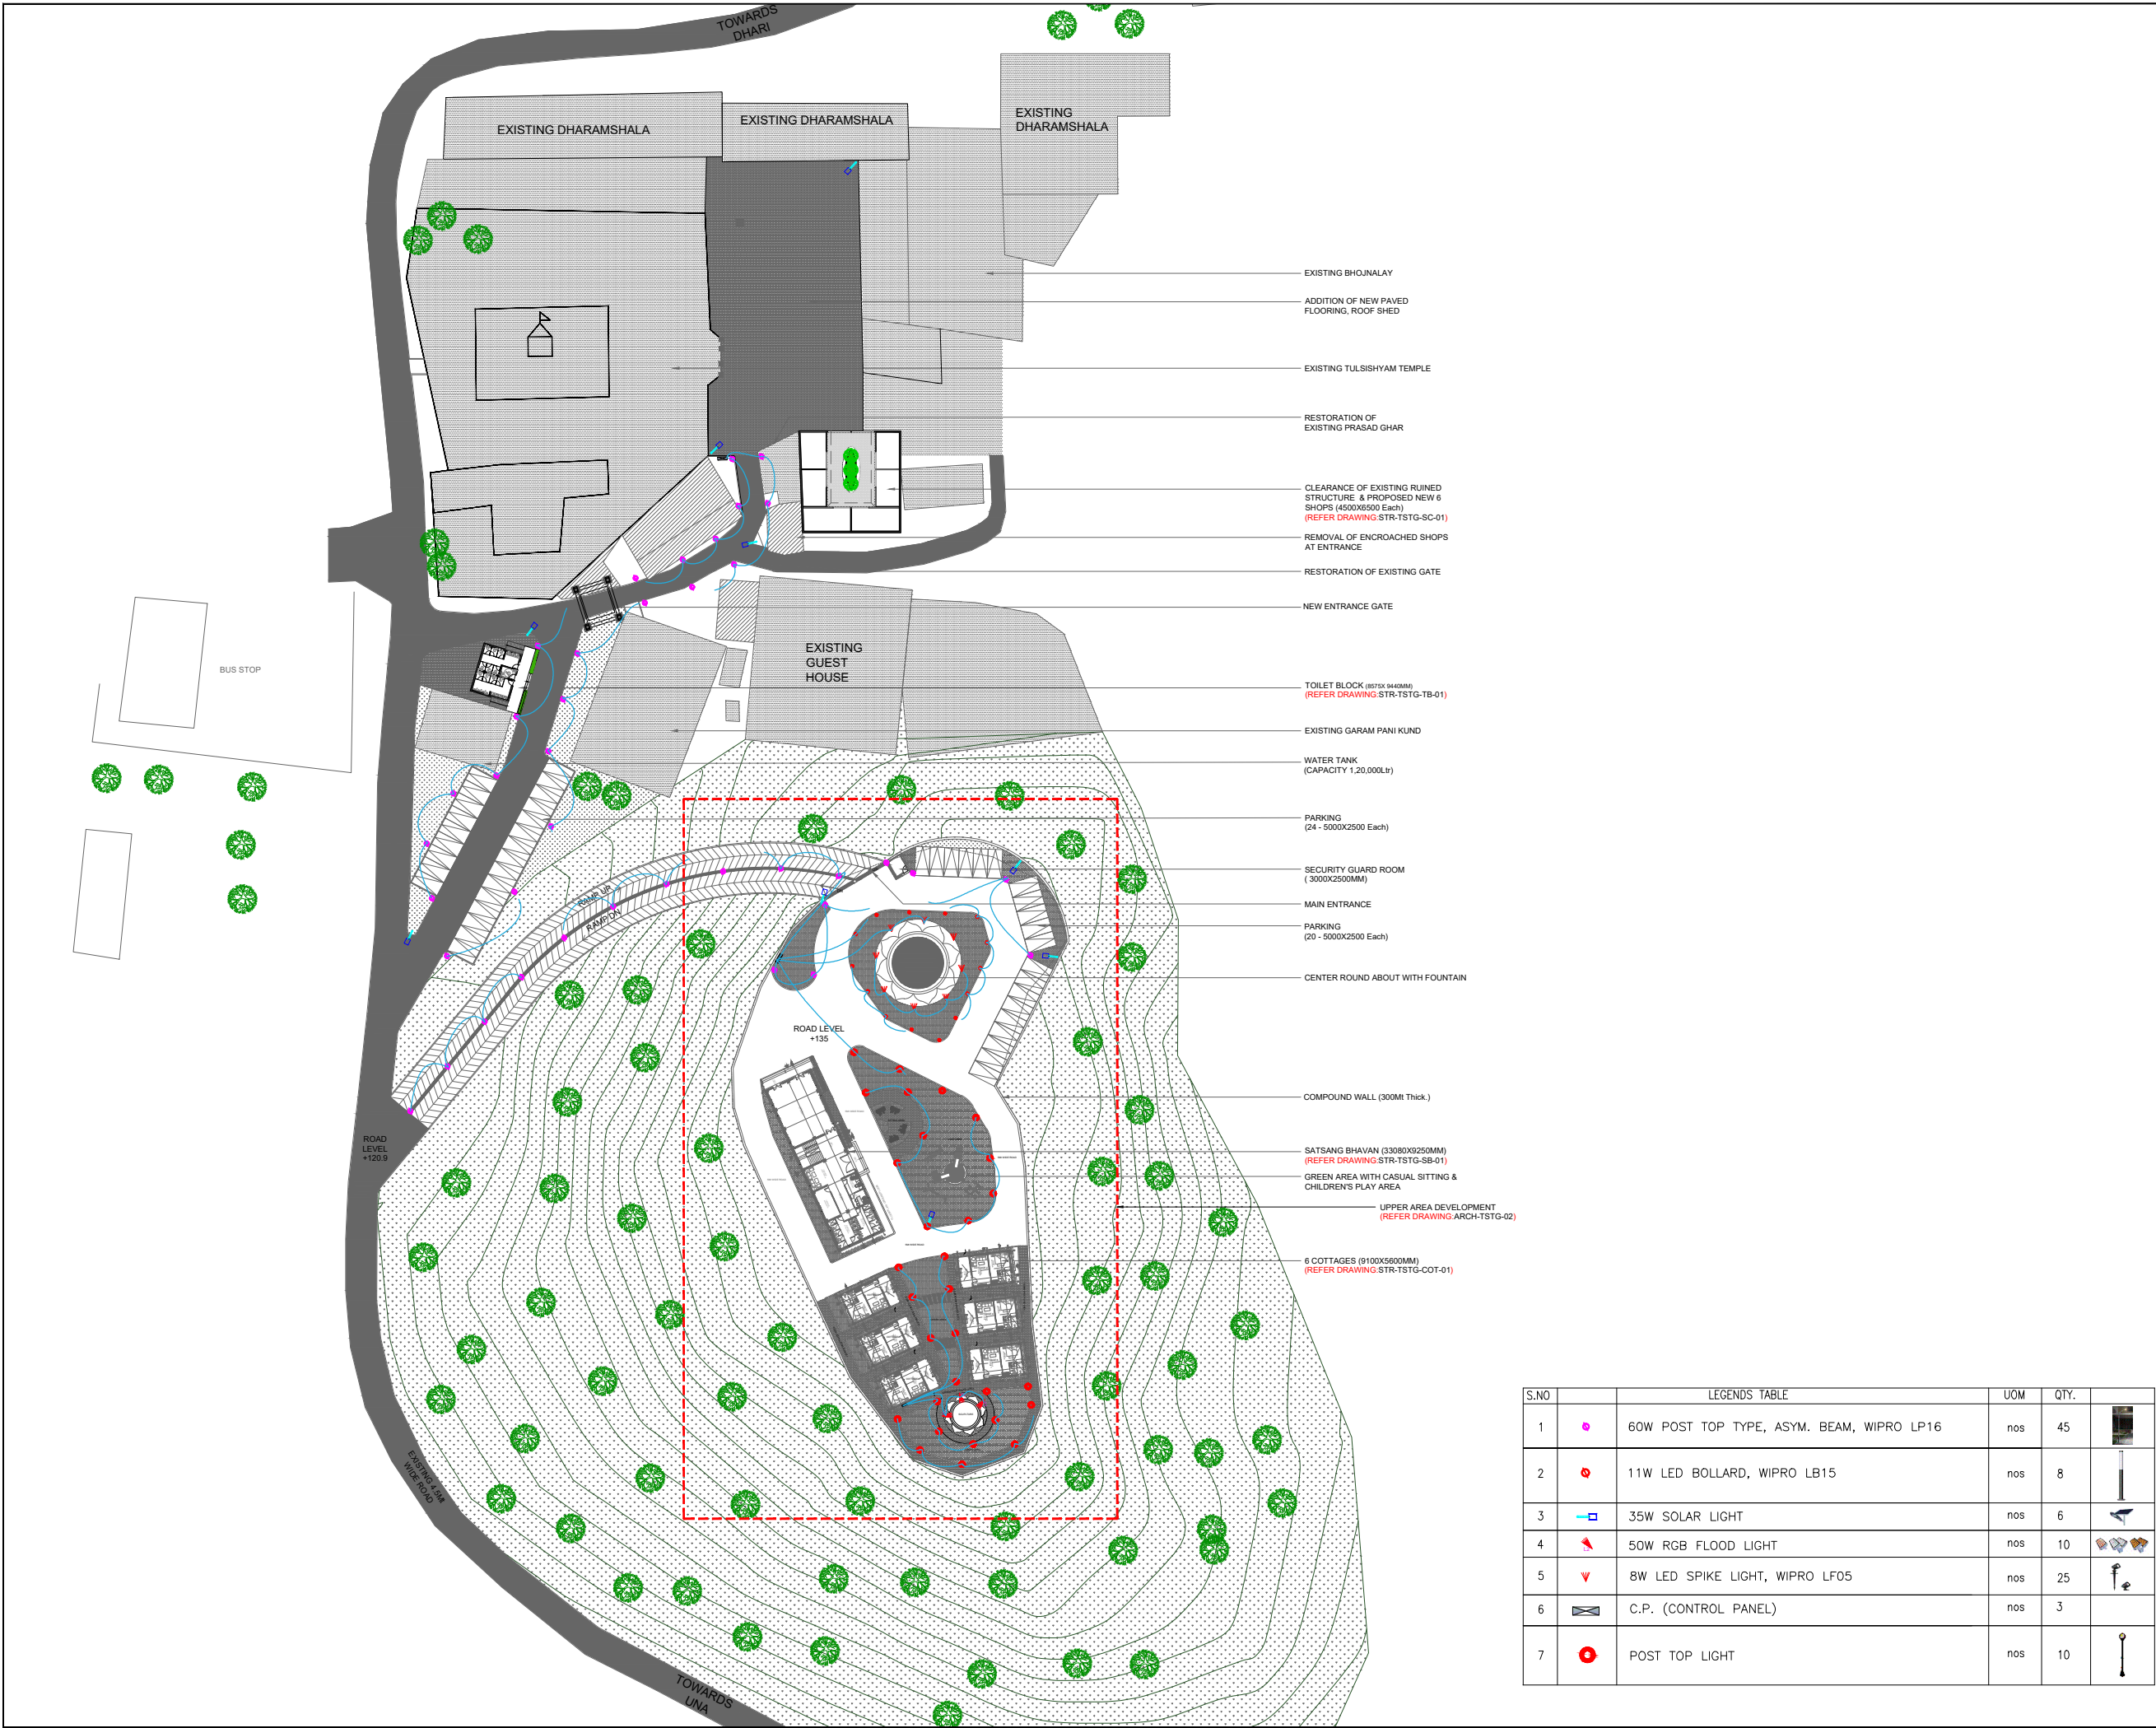 TOWARDS
DHARI
EXISTING DHARAMSHALA
EXISTING DHARAMSHALA
EXISTING
DHARAMSHALA
EXISTING BHOJNALAY
ADDITION OF NEW PAVED
FLOORING, ROOF SHED
EXISTING TULSISHYAM TEMPLE
RESTORATION OF
EXISTING PRASAD GHAR
CLEARANCE OF EXISTING RUINED
STRUCTURE & PROPOSED NEW 6
SHOPS (4500X6500 Each)
(REFER DRAWING:STR-TSTG-SC-01)
REMOVAL OF ENCROACHED SHOPS
AT ENTRANCE
RESTORATION OF EXISTING GATE
NEW ENTRANCE GATE
EXISTING
GUEST
HOUSE
BUS STOP
TOILET BLOCK (8575X 9440MM)
(REFER DRAWING:STR-TSTG-TB-01)
EXISTING GARAM PANI KUND
WATER TANK
(CAPACITY 1,20,000Ltr)
PARKING
(24 - 5000X2500 Each)
SECURITY GUARD ROOM
( 3000X2500MM)
MAIN ENTRANCE
PARKING
(20 - 5000X2500 Each)
CENTER ROUND ABOUT WITH FOUNTAIN
RAMP UP
RAMP DN
ROAD LEVEL
+135
COMPOUND WALL (300Mt Thick.)
ROAD
LEVEL
+120.9
SATSANG BHAVAN (33080X9250MM)
(REFER DRAWING:STR-TSTG-SB-01)
GREEN AREA WITH CASUAL SITTING &
CHILDREN'S PLAY AREA
UPPER AREA DEVELOPMENT
(REFER DRAWING:ARCH-TSTG-02)
6 COTTAGES (9100X5600MM)
(REFER DRAWING:STR-TSTG-COT-01)
EXISTING 4.5Mt
WIDE ROAD
TOWARDS
UNA
S.NO LEGENDS TABLE UOM QTY.
1 60W POST TOP TYPE, ASYM. BEAM, WIPRO LP16 nos 45
2 11W LED BOLLARD, WIPRO LB15 nos 8
3 35W SOLAR LIGHT nos 6
4 50W RGB FLOOD LIGHT nos 10
5 8W LED SPIKE LIGHT, WIPRO LF05 nos 25
6 C.P. (CONTROL PANEL) nos 3
7 POST TOP LIGHT nos 10